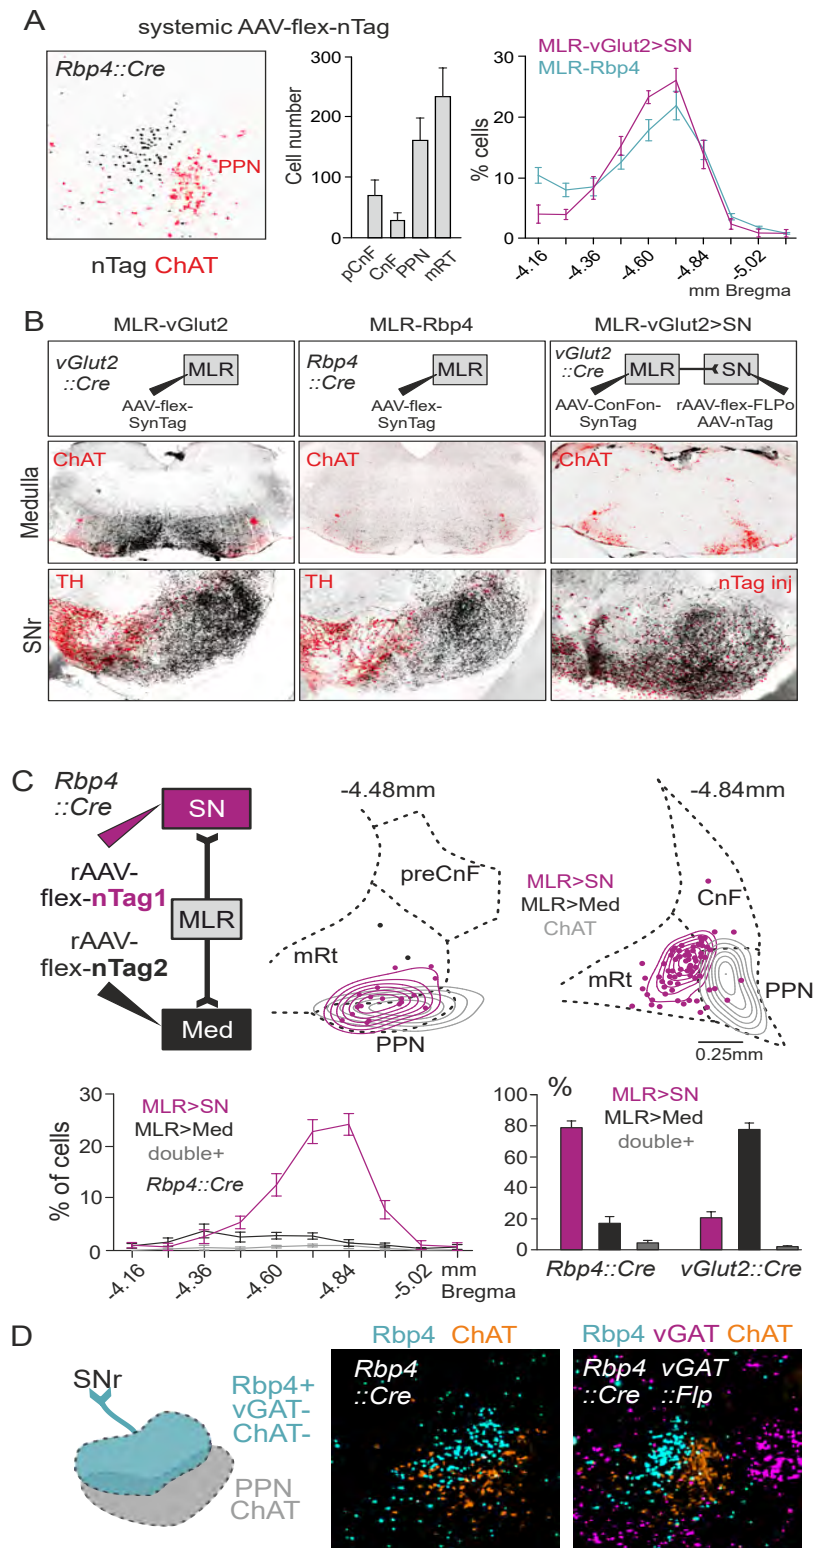 A
systemic AAV-flex-nTag
Rbp4::Cre
PPN
nTag ChAT
Cell number
300
200
100
0
pCnF
CnF
PPN
mRT
MLR-vGlut2>SN
MLR-Rbp4
% cells
30
20
10
0
-4.16
-4.36
-4.60
-4.84
-5.02
mm Bregma
B
MLR-vGlut2
MLR-Rbp4
MLR-vGlut2>SN
vGlut2
::Cre
MLR
AAV-flex-
SynTag
Rbp4
::Cre
MLR
AAV-flex-
SynTag
vGlut2
::Cre
MLR
SN
AAV-ConFon-
SynTag
rAAV-flex-FLPo
AAV-nTag
Medulla
ChAT
ChAT
ChAT
SNr
TH
TH
nTag inj
C
Rbp4
::Cre
SN
rAAV-
flex-nTag1
MLR
rAAV-
flex-nTag2
Med
-4.48mm
preCnF
mRt
PPN
MLR>SN
MLR>Med
ChAT
-4.84mm
CnF
mRt
PPN
0.25mm
% of cells
30
20
10
0
MLR>SN
MLR>Med
double+
Rbp4::Cre
-4.16
-4.36
-4.60
-4.84
-5.02
mm
Bregma
%
100
80
60
40
20
0
MLR>SN
MLR>Med
double+
Rbp4::Cre
vGlut2::Cre
D
SNr
Rbp4+
vGAT-
ChAT-
PPN
ChAT
Rbp4 ChAT
Rbp4
::Cre
Rbp4 vGAT ChAT
Rbp4 vGAT
::Cre ::Flp